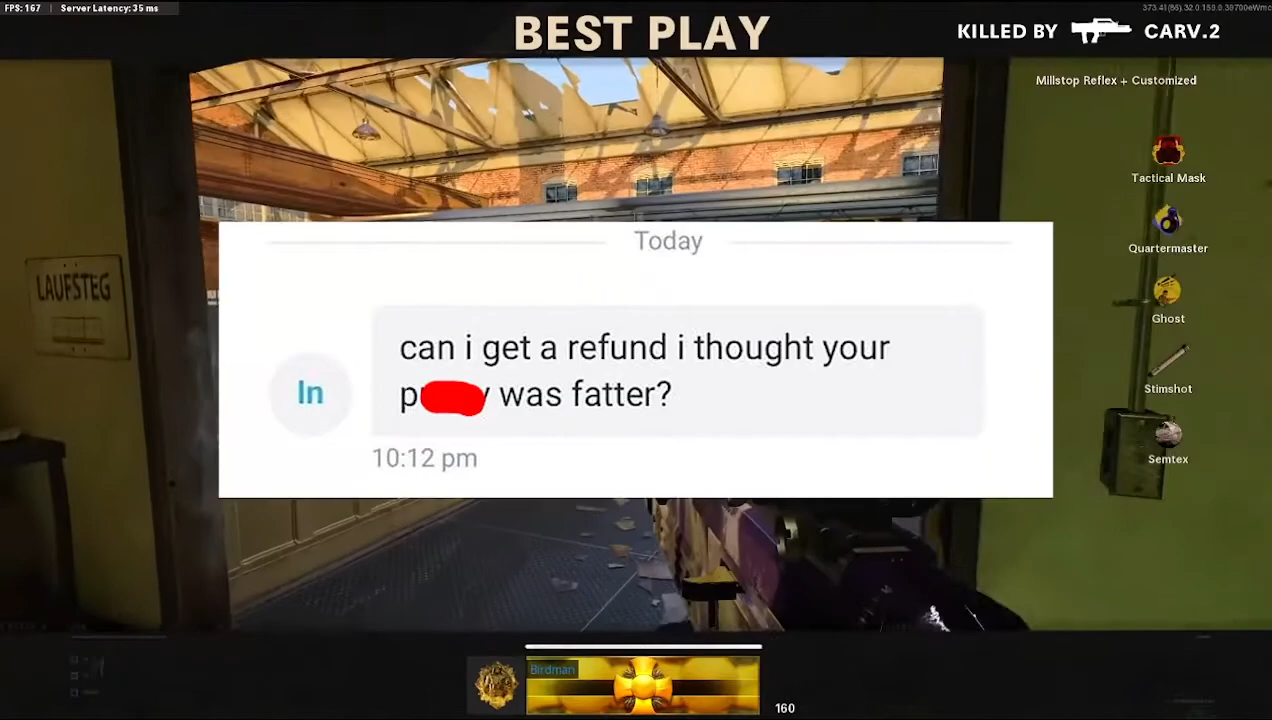 FPS: 167 | Server Latency: 35 ms
BEST PLAY
KILLED BY CARV.2
Millstop Reflex + Customized
Tactical Mask
Quartermaster
Ghost
Stimshot
Semtex
LAUFSTEG
Today
can i get a refund i thought your
was fatter?
In
10:12 pm
Birdman
160